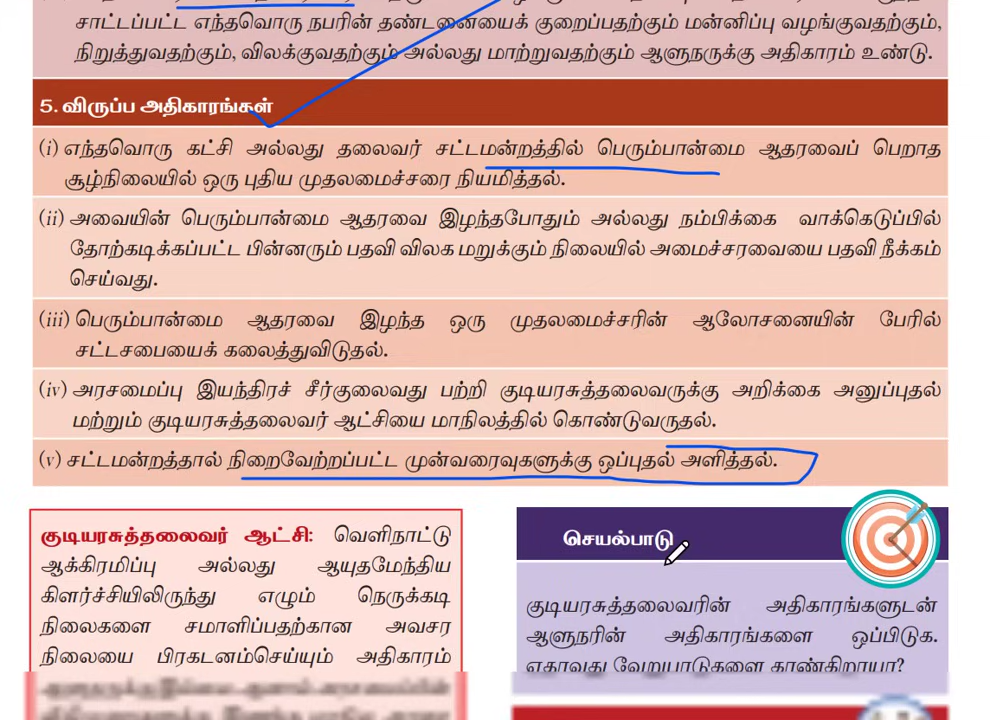 சாட்டப்பட்ட எந்தவொரு நபரின் தண்டனையைக் குறைப்பதற்கும் மன்னிப்பு வழங்குவதற்கும்,
நிறுத்துவதற்கும், விலக்குவதற்கும் அல்லது மாற்றுவதற்கும் ஆளுநருக்கு அதிகாரம் உண்டு.
5. விருப்ப அதிகாரங்கள்
(i) எந்தவொரு கட்சி அல்லது தலைவர் சட்டமன்றத்தில் பெரும்பான்மை ஆதரவைப் பெறாத
சூழ்நிலையில் ஒரு புதிய முதலமைச்சரை நியமித்தல்.
(ii) அவையின் பெரும்பான்மை ஆதரவை இழந்தபோதும் அல்லது நம்பிக்கை வாக்கெடுப்பில்
தோற்கடிக்கப்பட்ட பின்னரும் பதவி விலக மறுக்கும் நிலையில் அமைச்சரவையை பதவி நீக்கம்
செய்வது.
(iii) பெரும்பான்மை ஆதரவை இழந்த ஒரு முதலமைச்சரின் ஆலோசனையின் பேரில்
சட்டசபையைக் கலைத்துவிடுதல்.
(iv) அரசமைப்பு இயந்திரச் சீர்குலைவது பற்றி குடியரசுத்தலைவருக்கு அறிக்கை அனுப்புதல்
மற்றும் குடியரசுத்தலைவர் ஆட்சியை மாநிலத்தில் கொண்டுவருதல்.
(v) சட்டமன்றத்தால் நிறைவேற்றப்பட்ட முன்வரைவுகளுக்கு ஒப்புதல் அளித்தல்.
குடியரசுத்தலைவர் ஆட்சி: வெளிநாட்டு
ஆக்கிரமிப்பு அல்லது ஆயுதமேந்திய
கிளர்ச்சியிலிருந்து எழும் நெருக்கடி
நிலைகளை சமாளிப்பதற்கான அவசர
நிலையை பிரகடனம்செய்யும் அதிகாரம்
செயல்பாடு
குடியரசுத்தலைவரின் அதிகாரங்களுடன்
ஆளுநரின் அதிகாரங்களை ஒப்பிடுக.
ஏதாவது வேறுபாடுகளை காண்கிறாயா?